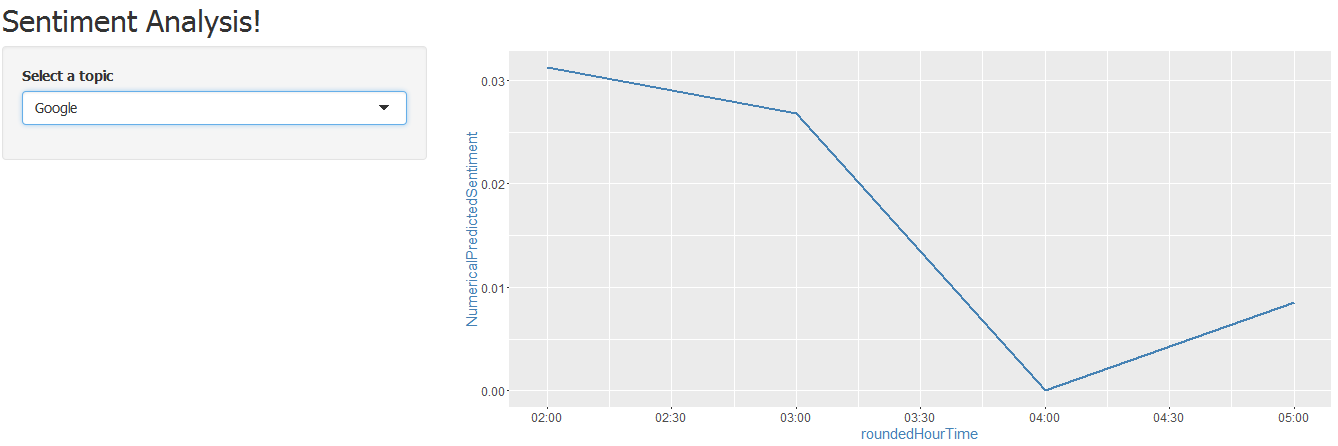 Sentiment Analysis!
Select a topic
Google
NumericalPredictedSentiment
0.03
0.02
0.01
0.00
02:00 02:30 03:00 03:30 04:00 04:30 05:00
roundedHourTime